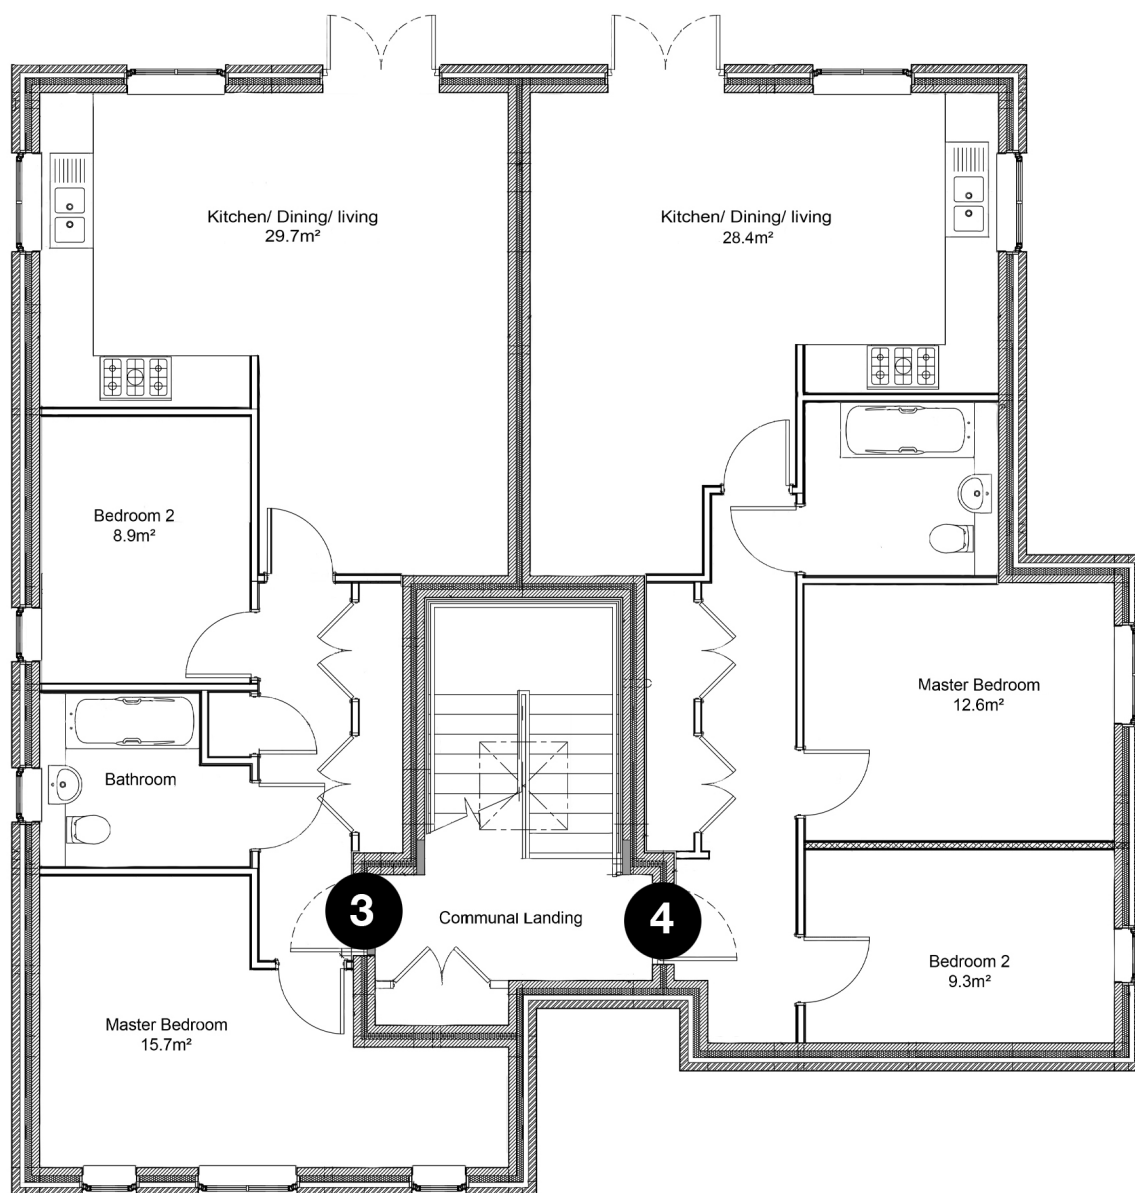 Kitchen/ Dining/ living
29.7m²
Kitchen/ Dining/ living
28.4m²
Bedroom 2
8.9m²
Master Bedroom
12.6m²
Bathroom
3
Communal Landing
4
Bedroom 2
9.3m²
Master Bedroom
15.7m²